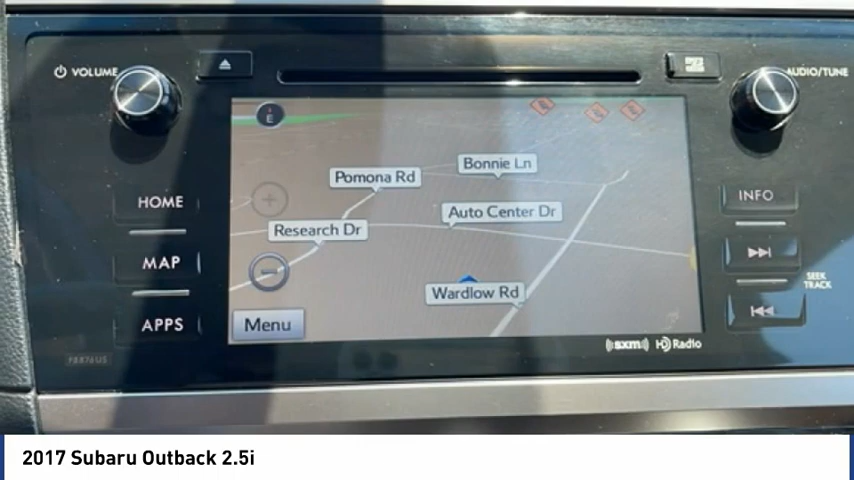 VOLUME
AUDIO/TUNE
E
Pomona Rd
Bonnie Ln
HOME
INFO
Auto Center Dr
Research Dr
MAP
SEEK
TRACK
Wardlow Rd
Menu
APPS
((sxm)) HD Radio
F8876US
2017 Subaru Outback 2.5i